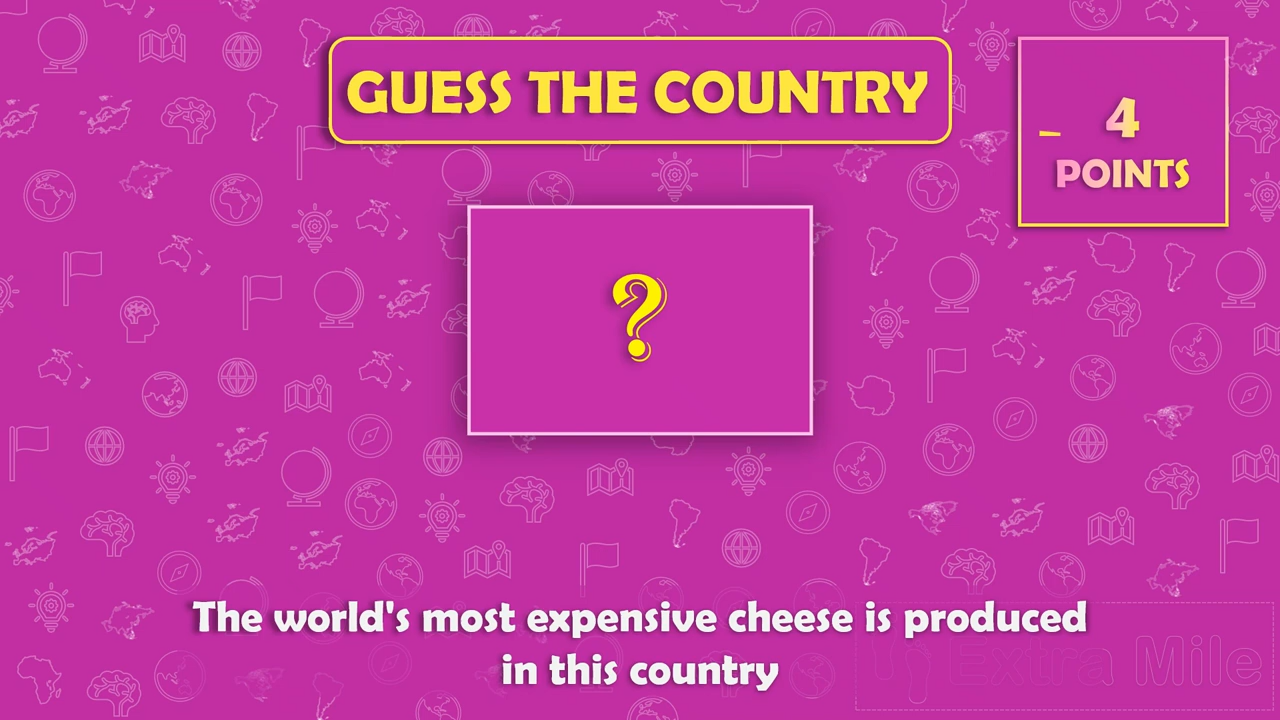 GUESS THE COUNTRY
4
POINTS
?
The world's most expensive cheese is produced
in this country
Extra Mile